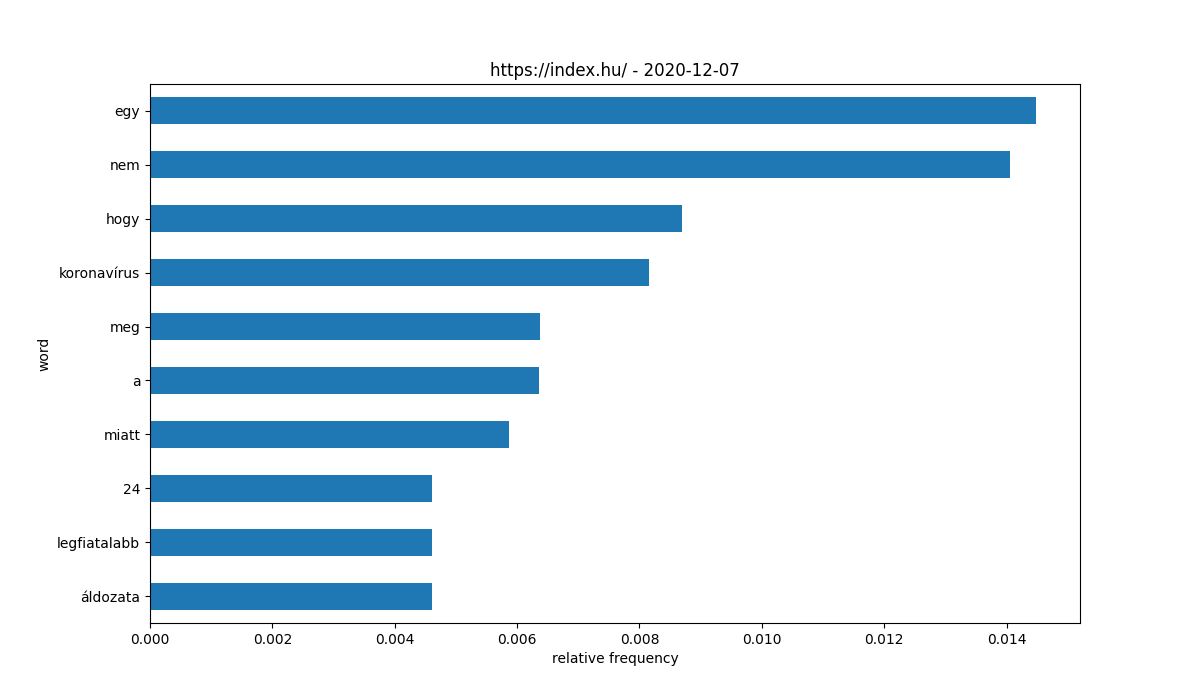 https://index.hu/ - 2020-12-07
egy
nem
hogy
koronavírus
meg
a
miatt
24
legfiatalabb
áldozata
word
0.000 0.002 0.004 0.006 0.008 0.010 0.012 0.014
relative frequency